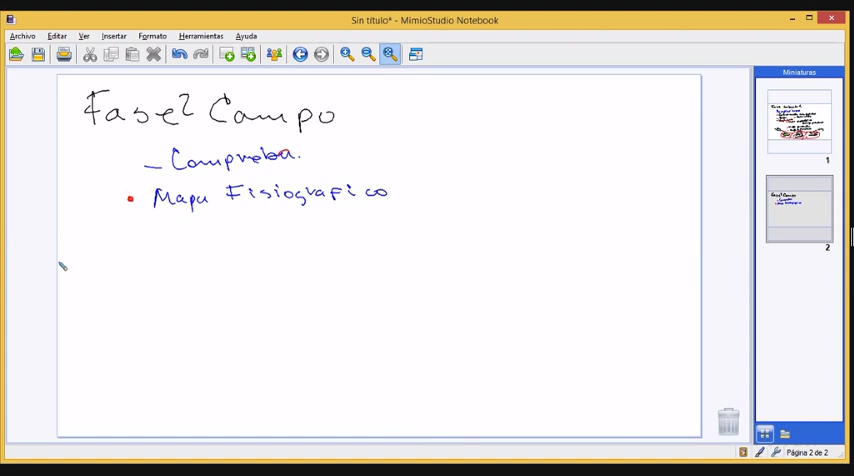 Sin título* - MimioStudio Notebook
Archivo Editar Ver Insertar Formato Herramientas Ayuda
Miniaturas
Fase 2 Campo
- Comprueba.
• Mapa Fisiografico
1
2
Página 2 de 2